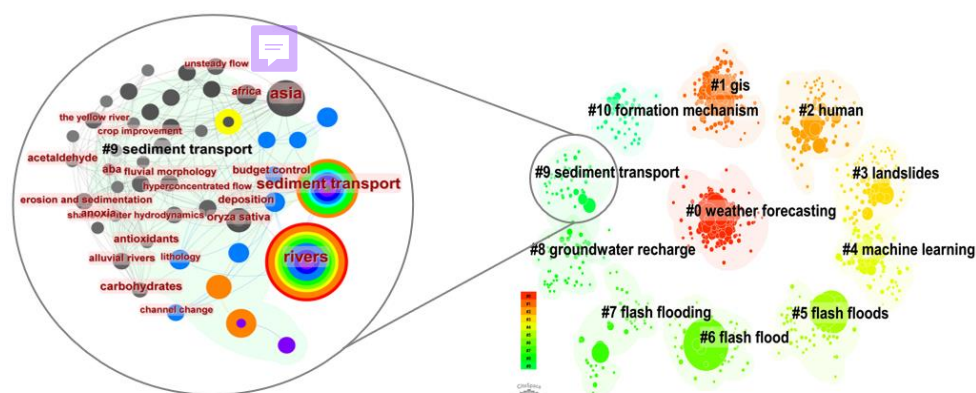 unsteady flow
africa
asia
the yellow river
crop improvement
#9 sediment transport
acetaldehyde
aba
fluvial morphology
budget control
hyperconcentrated flow
sediment transport
erosion and sedimentation
deposition
anoxia
hydrodynamics
oryza sativa
antioxidants
alluvial rivers
lithology
rivers
carbohydrates
channel change
#1 gis
#10 formation mechanism
#2 human
#9 sediment transport
#3 landslides
#0 weather forecasting
#8 groundwater recharge
#4 machine learning
#7 flash flooding
#5 flash floods
#6 flash flood
CiteSpace